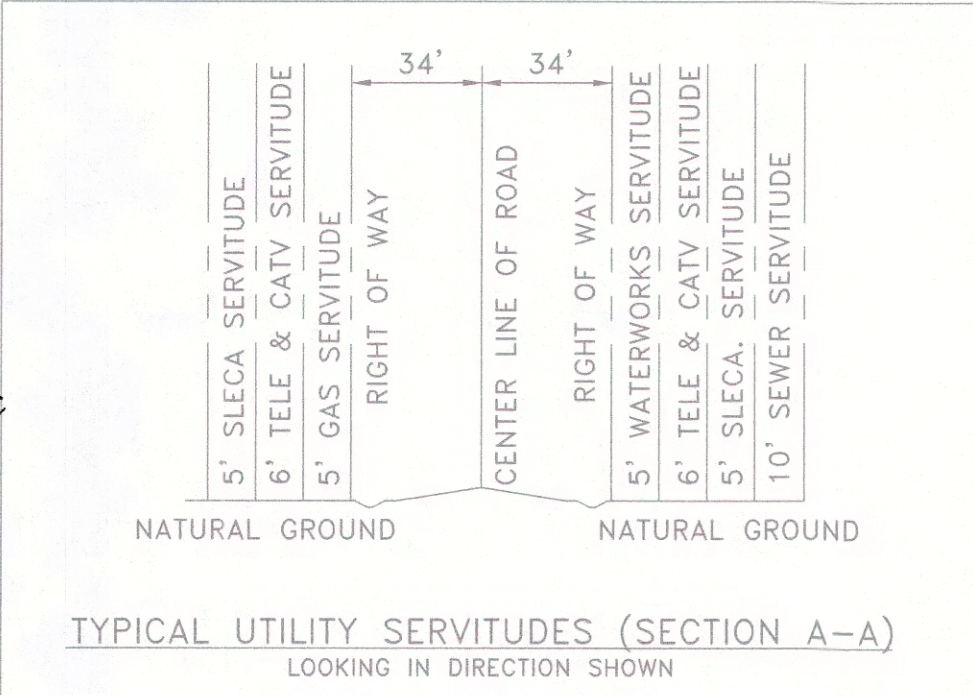 34'
34'
5' SLECA SERVITUDE
6' TELE & CATV SERVITUDE
5' GAS SERVITUDE
RIGHT OF WAY
CENTER LINE OF ROAD
RIGHT OF WAY
5' WATERWORKS SERVITUDE
6' TELE & CATV SERVITUDE
5' SLECA. SERVITUDE
10' SEWER SERVITUDE
NATURAL GROUND
NATURAL GROUND
TYPICAL UTILITY SERVITUDES (SECTION A-A)
LOOKING IN DIRECTION SHOWN